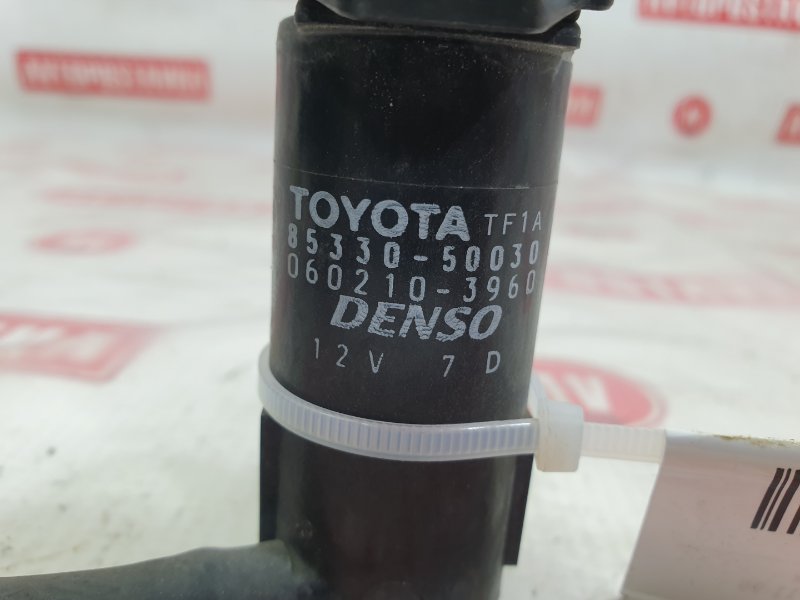 TOYOTA TF1A
85330-50030
060210-3960
DENSO
12V 7D